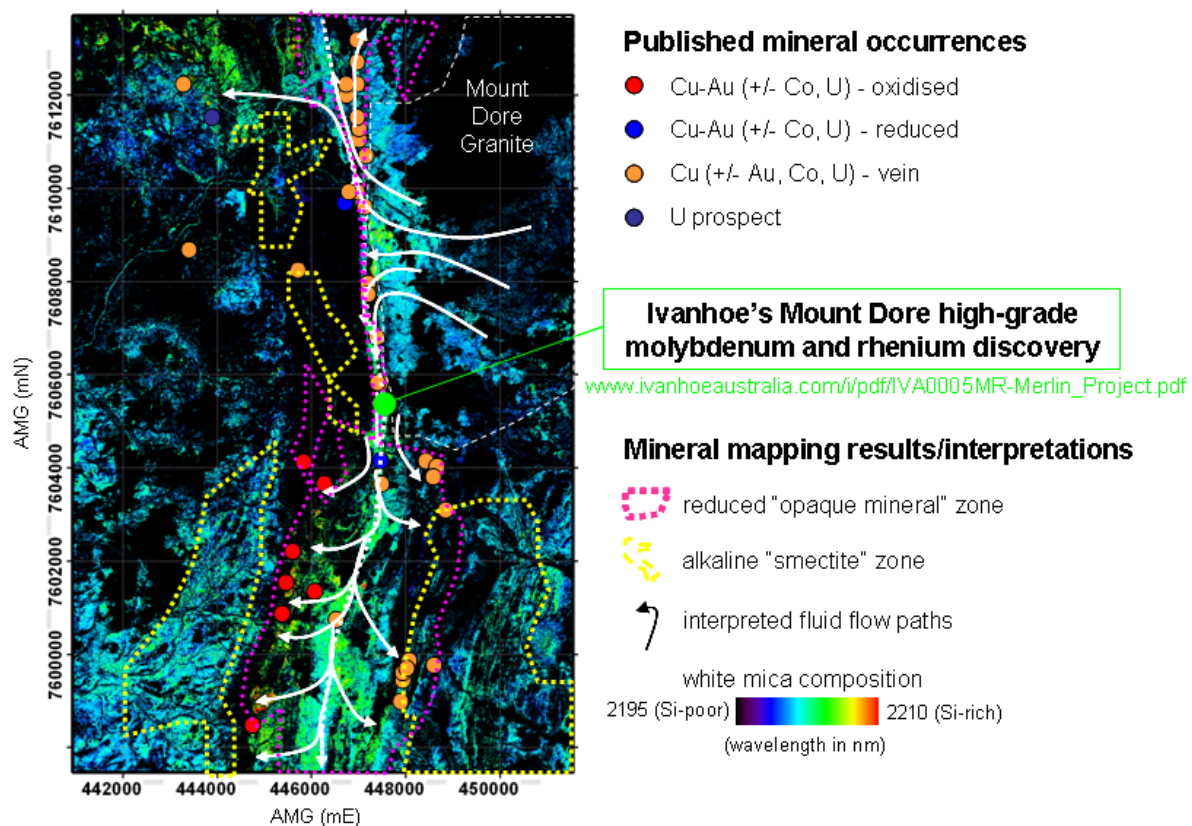 Mount
Dore
Granite
7612000
7610000
7608000
7606000
7604000
7602000
7600000
AMG (mN)
442000
444000
446000
448000
450000
AMG (mE)
Published mineral occurrences
Cu-Au (+/- Co, U) - oxidised
Cu-Au (+/- Co, U) - reduced
Cu (+/- Au, Co, U) - vein
U prospect
Ivanhoe's Mount Dore high-grade
molybdenum and rhenium discovery
www.ivanhoeaustralia.com/i/pdf/IVA0005MR-Merlin_Project.pdf
Mineral mapping results/interpretations
reduced "opaque mineral" zone
alkaline "smectite" zone
interpreted fluid flow paths
white mica composition
2195 (Si-poor) 2210 (Si-rich)
(wavelength in nm)